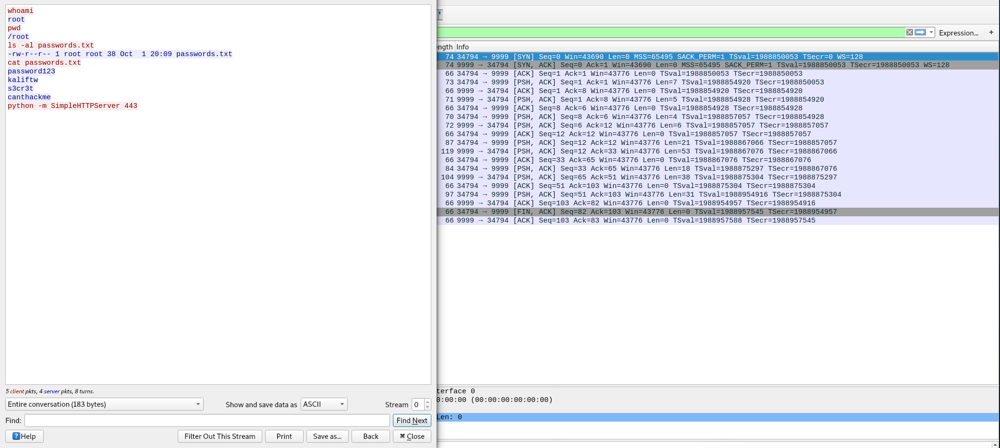 whoami
root
pwd
/root
ls -al passwords.txt
-rw-r--r-- 1 root root 38 Oct  1 20:09 passwords.txt
cat passwords.txt
password123
kaliftw
s3cr3t
canthackme
python -m SimpleHTTPServer 443
5 client pkts, 4 server pkts, 8 turns.
Entire conversation (183 bytes)
Show and save data as ASCII
Stream 0
Find:
Find Next
Help
Filter Out This Stream
Print
Save as...
Back
Close
Expression... +
ength Info
74 34794 → 9999 [SYN] Seq=0 Win=43690 Len=0 MSS=65495 SACK_PERM=1 TSval=1988850053 TSecr=0 WS=128
74 9999 → 34794 [SYN, ACK] Seq=0 Ack=1 Win=43690 Len=0 MSS=65495 SACK_PERM=1 TSval=1988850053 TSecr=1988850053 WS=128
66 34794 → 9999 [ACK] Seq=1 Ack=1 Win=43776 Len=0 TSval=1988850053 TSecr=1988850053
73 34794 → 9999 [PSH, ACK] Seq=1 Ack=1 Win=43776 Len=7 TSval=1988854920 TSecr=1988850053
66 9999 → 34794 [ACK] Seq=1 Ack=8 Win=43776 Len=0 TSval=1988854920 TSecr=1988854920
71 9999 → 34794 [PSH, ACK] Seq=1 Ack=8 Win=43776 Len=5 TSval=1988854928 TSecr=1988854920
66 34794 → 9999 [ACK] Seq=8 Ack=6 Win=43776 Len=0 TSval=1988854928 TSecr=1988854928
70 34794 → 9999 [PSH, ACK] Seq=8 Ack=6 Win=43776 Len=4 TSval=1988857057 TSecr=1988854928
72 9999 → 34794 [PSH, ACK] Seq=6 Ack=12 Win=43776 Len=6 TSval=1988857057 TSecr=1988857057
66 34794 → 9999 [ACK] Seq=12 Ack=12 Win=43776 Len=0 TSval=1988857057 TSecr=1988857057
87 34794 → 9999 [PSH, ACK] Seq=12 Ack=12 Win=43776 Len=21 TSval=1988867066 TSecr=1988857057
119 9999 → 34794 [PSH, ACK] Seq=12 Ack=33 Win=43776 Len=53 TSval=1988867076 TSecr=1988867066
66 34794 → 9999 [ACK] Seq=33 Ack=65 Win=43776 Len=0 TSval=1988867076 TSecr=1988867076
84 34794 → 9999 [PSH, ACK] Seq=33 Ack=65 Win=43776 Len=18 TSval=1988875297 TSecr=1988867076
104 9999 → 34794 [PSH, ACK] Seq=65 Ack=51 Win=43776 Len=38 TSval=1988875304 TSecr=1988875297
66 34794 → 9999 [ACK] Seq=51 Ack=103 Win=43776 Len=0 TSval=1988875304 TSecr=1988875304
97 34794 → 9999 [PSH, ACK] Seq=51 Ack=103 Win=43776 Len=31 TSval=1988954916 TSecr=1988875304
66 9999 → 34794 [ACK] Seq=103 Ack=82 Win=43776 Len=0 TSval=1988954957 TSecr=1988954916
66 34794 → 9999 [FIN, ACK] Seq=82 Ack=103 Win=43776 Len=0 TSval=1988957545 TSecr=1988954957
66 9999 → 34794 [ACK] Seq=103 Ack=83 Win=43776 Len=0 TSval=1988957588 TSecr=1988957545
terface 0
0:00:00 (00:00:00:00:00:00)
Len: 0